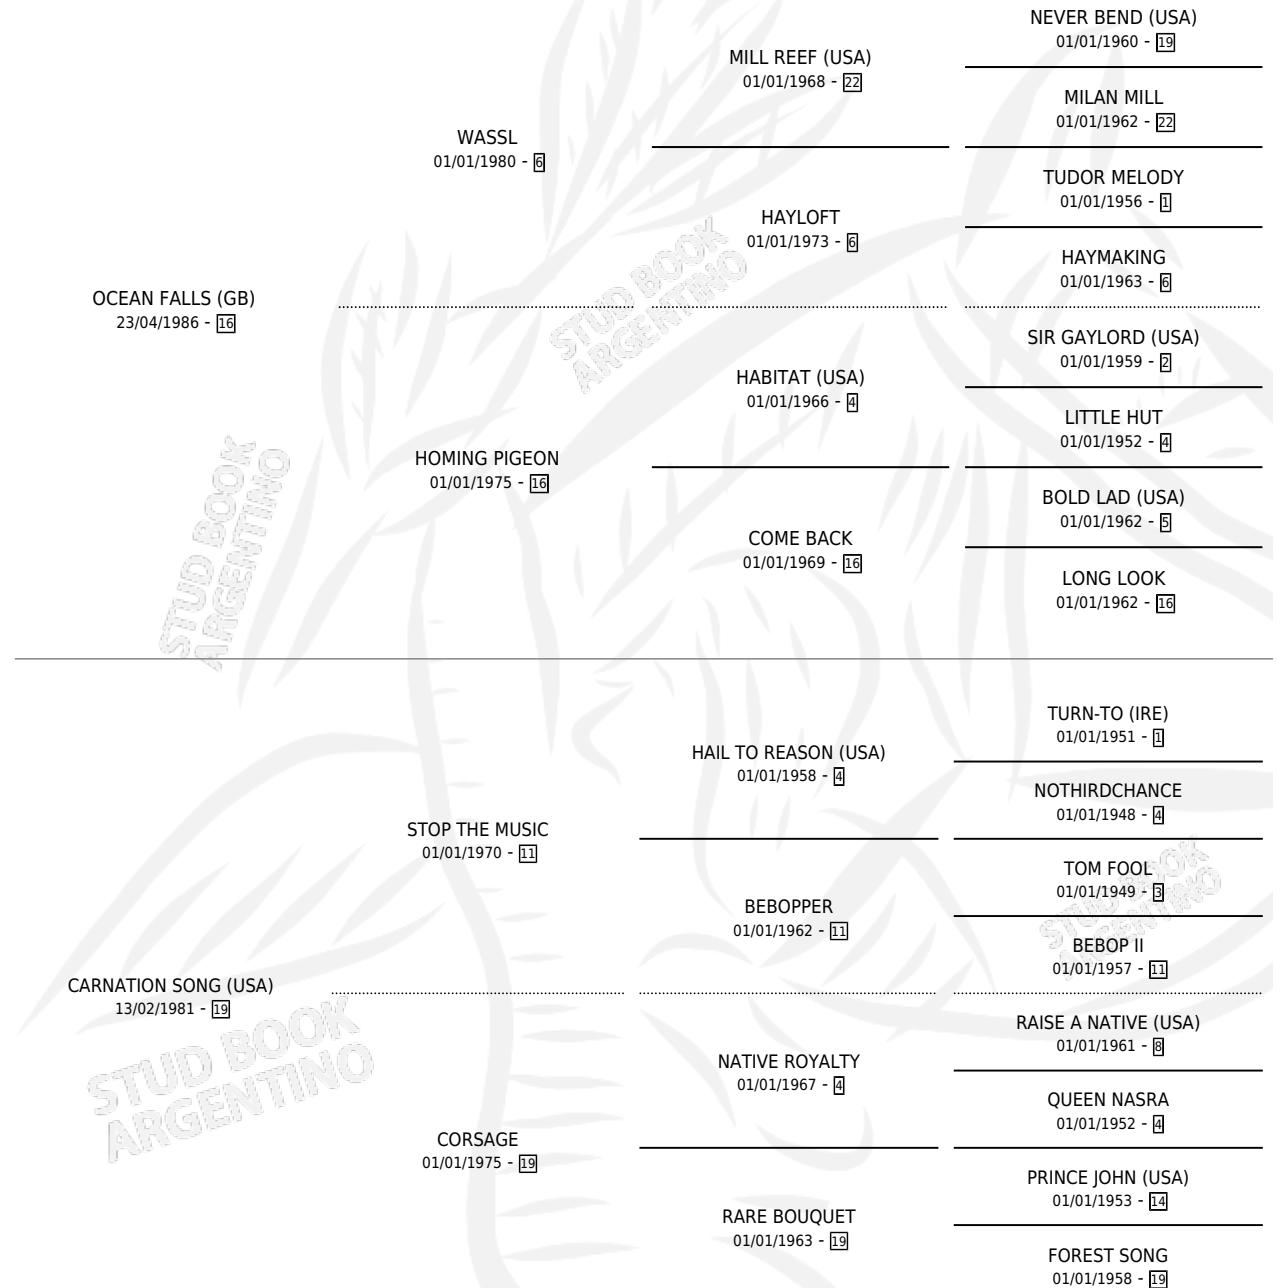 NEVER BEND (USA)
01/01/1960 - 19
MILL REEF (USA)
01/01/1968 - 22
MILAN MILL
01/01/1962 - 22
WASSL
01/01/1980 - 6
TUDOR MELODY
01/01/1956 - 1
HAYLOFT
01/01/1973 - 6
HAYMAKING
01/01/1963 - 6
OCEAN FALLS (GB)
23/04/1986 - 16
SIR GAYLORD (USA)
01/01/1959 - 2
HABITAT (USA)
01/01/1966 - 4
LITTLE HUT
01/01/1952 - 4
HOMING PIGEON
01/01/1975 - 16
BOLD LAD (USA)
01/01/1962 - 5
COME BACK
01/01/1969 - 16
LONG LOOK
01/01/1962 - 16
STUD BOOK
ARGENTINO
STUD BOOK
ARGENTINO
TURN-TO (IRE)
01/01/1951 - 1
HAIL TO REASON (USA)
01/01/1958 - 4
NOTHIRDCHANCE
01/01/1948 - 4
STOP THE MUSIC
01/01/1970 - 11
TOM FOOL
01/01/1949 - 3
BEBOPPER
01/01/1962 - 11
BEBOP II
01/01/1957 - 11
CARNATION SONG (USA)
13/02/1981 - 19
RAISE A NATIVE (USA)
01/01/1961 - 8
NATIVE ROYALTY
01/01/1967 - 4
QUEEN NASRA
01/01/1952 - 4
CORSAGE
01/01/1975 - 19
PRINCE JOHN (USA)
01/01/1953 - 14
RARE BOUQUET
01/01/1963 - 19
FOREST SONG
01/01/1958 - 19
STUD BOOK
ARGENTINO
STUD BOOK
ARGENTINO